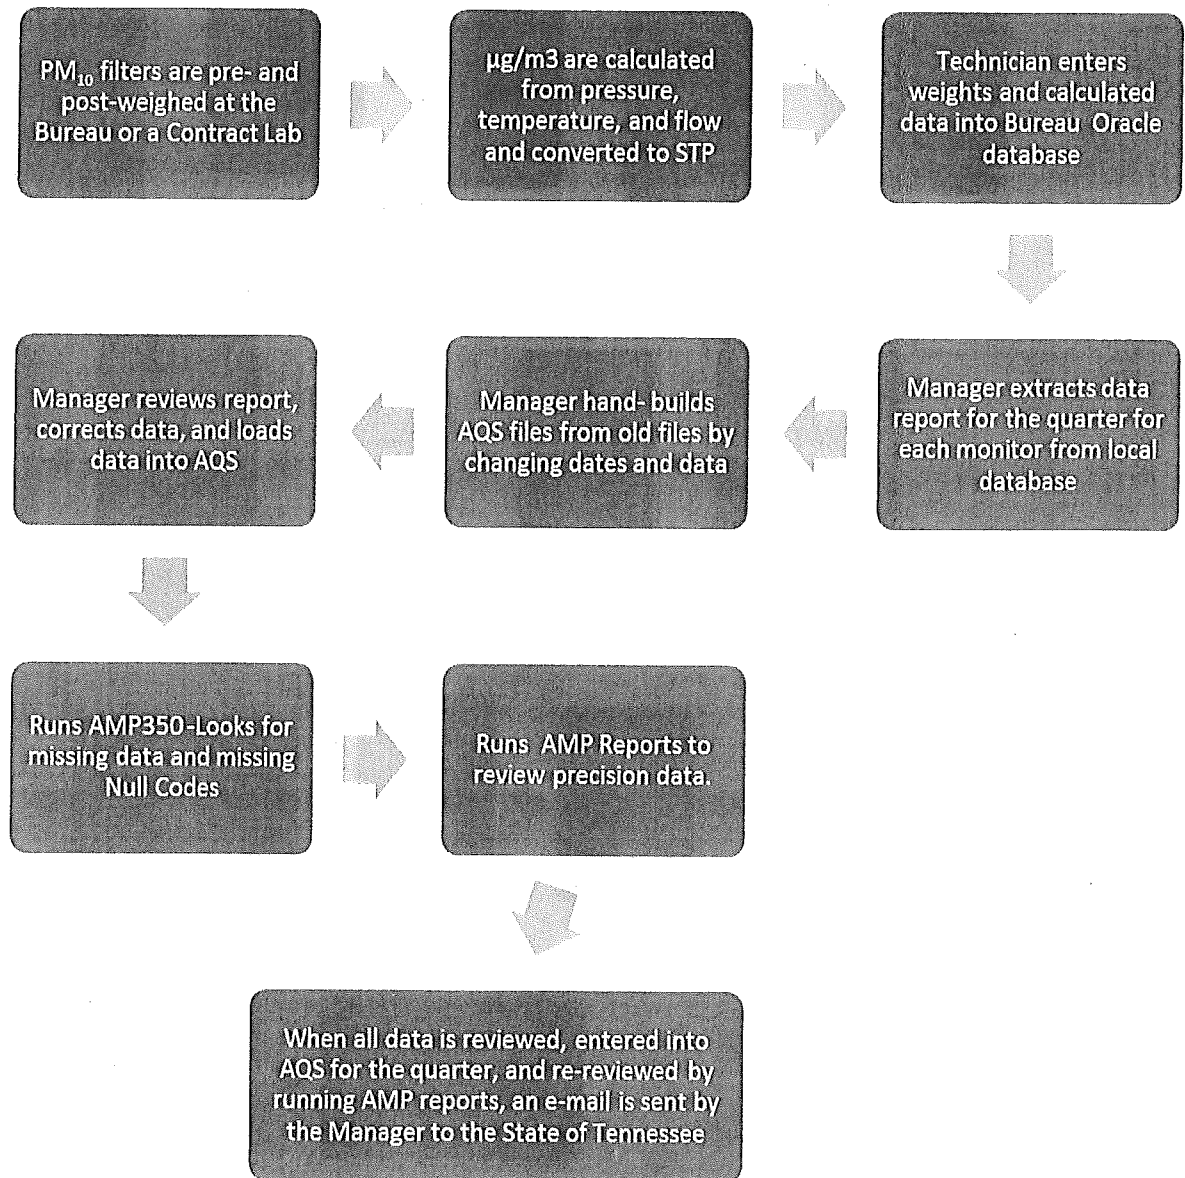 PM₁₀ filters are pre- and
post-weighed at the
Bureau or a Contract Lab
µg/m3 are calculated
from pressure,
temperature, and flow
and converted to STP
Technician enters
weights and calculated
data into Bureau Oracle
database
Manager extracts data
report for the quarter for
each monitor from local
database
Manager hand- builds
AQS files from old files by
changing dates and data
Manager reviews report,
corrects data, and loads
data into AQS
Runs AMP350-Looks for
missing data and missing
Null Codes
Runs AMP Reports to
review precision data.
When all data is reviewed, entered into
AQS for the quarter, and re-reviewed by
running AMP reports, an e-mail is sent by
the Manager to the State of Tennessee